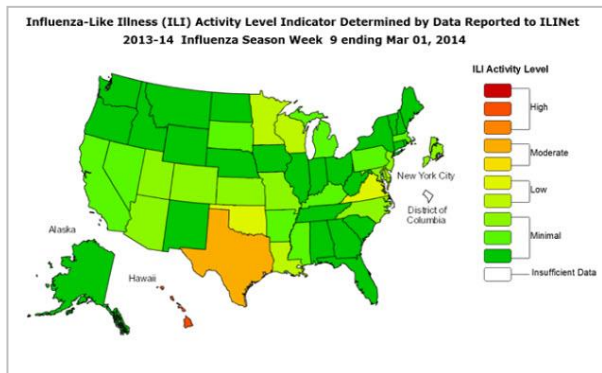 Influenza-Like Illness (ILI) Activity Level Indicator Determined by Data Reported to ILINet
2013-14 Influenza Season Week 9 ending Mar 01, 2014
ILI Activity Level
High
Moderate
New York City
Low
District of
Columbia
Alaska
Minimal
Hawaii
Insufficient Data